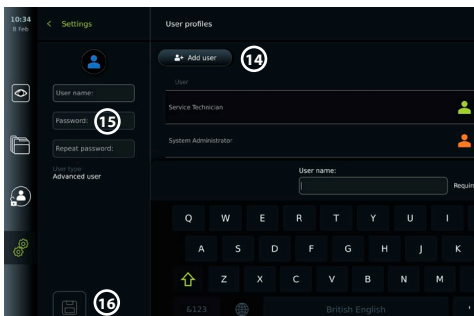 10:34
8 Feb
Settings
User profiles
Add user
14
User
User name:
Service Technician
Password:
15
System Administrator
Repeat password:
User type
Advanced user
User name:
Requir
Q W E R T Y U I
A S D F G H J K
Z X C V B N M
16
&123
British English